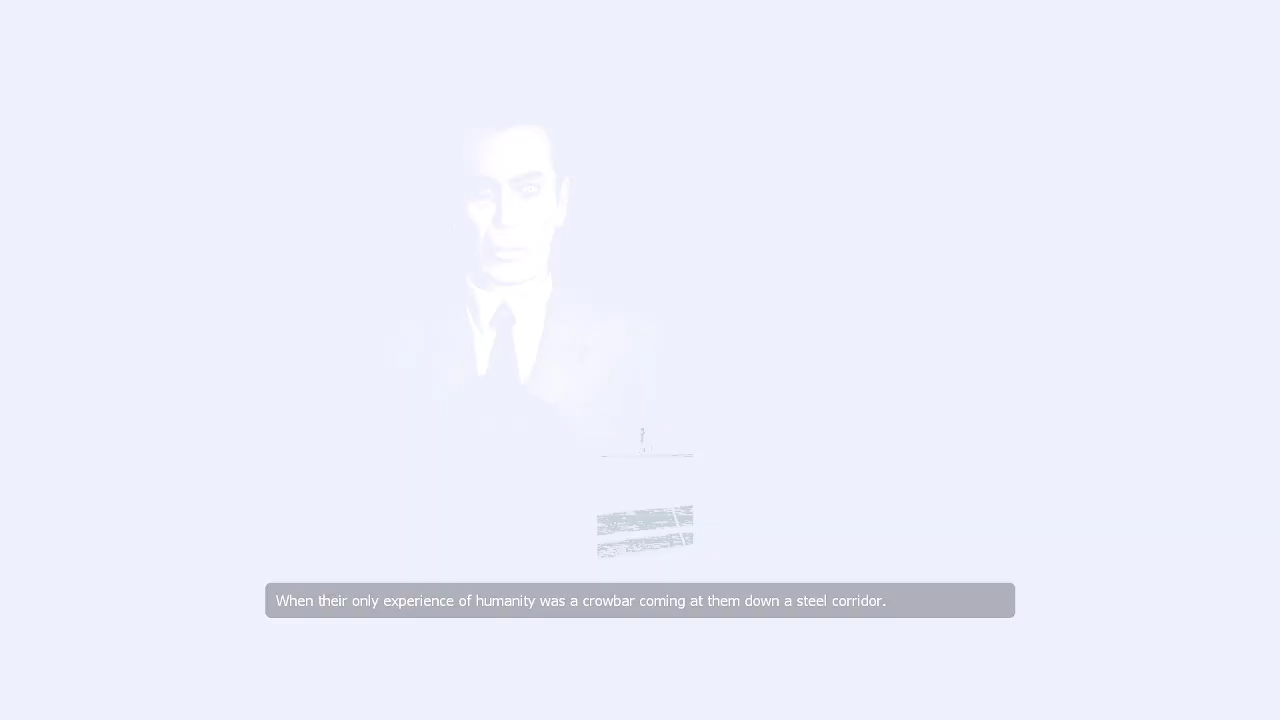 When their only experience of humanity was a crowbar coming at them down a steel corridor.